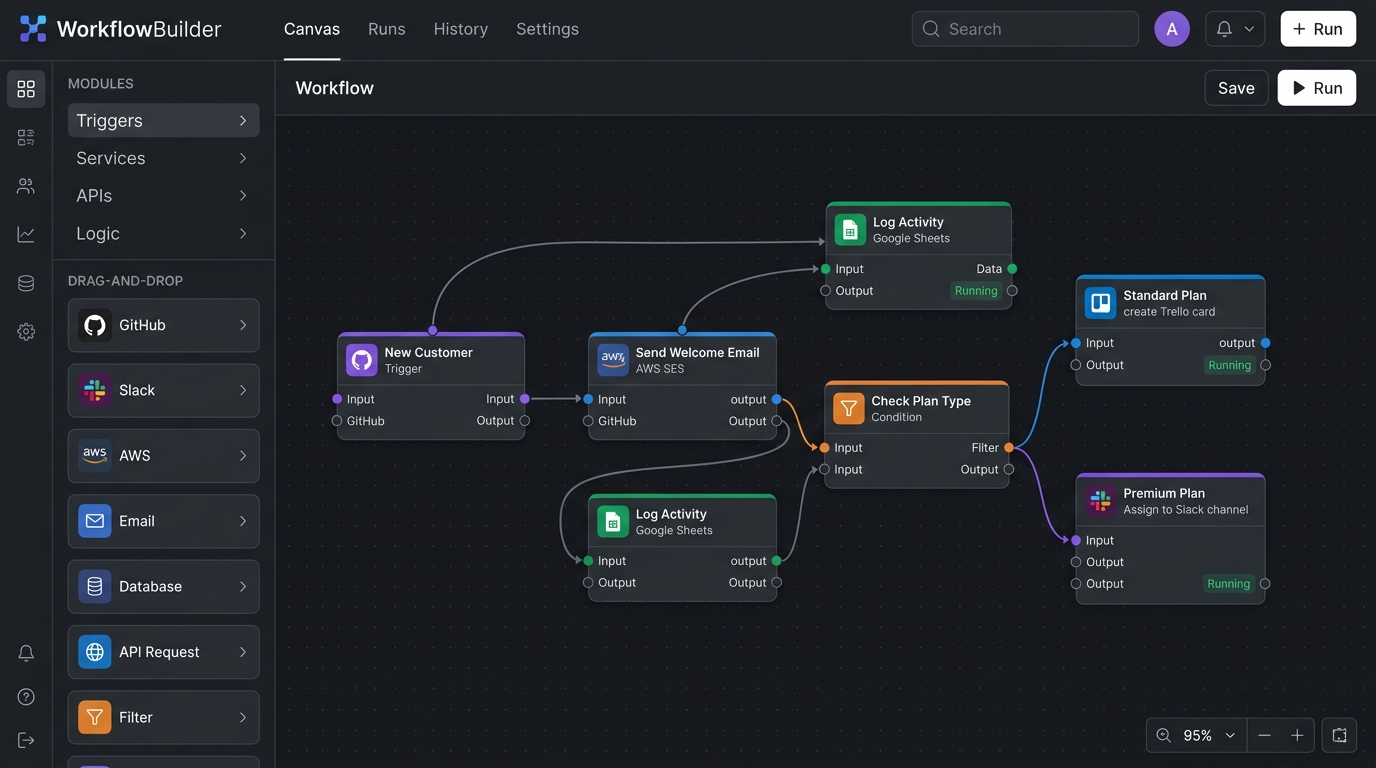 WorkflowBuilder
Canvas
Runs
History
Settings
Search
A
+ Run
MODULES
Triggers
Services
APIs
Logic
DRAG-AND-DROP
GitHub
Slack
aws AWS
Email
Database
API Request
Filter
Workflow
Save
Run
Log Activity
Google Sheets
Input Data
Output Running
New Customer
Trigger
Input Input
GitHub Output
aws Send Welcome Email
AWS SES
Input output
GitHub Output
Log Activity
Google Sheets
Input output
Output Output
Check Plan Type
Condition
Input Filter
Input Output
Standard Plan
create Trello card
Input output
Output Running
Premium Plan
Assign to Slack channel
Input
Output
Output Running
95%